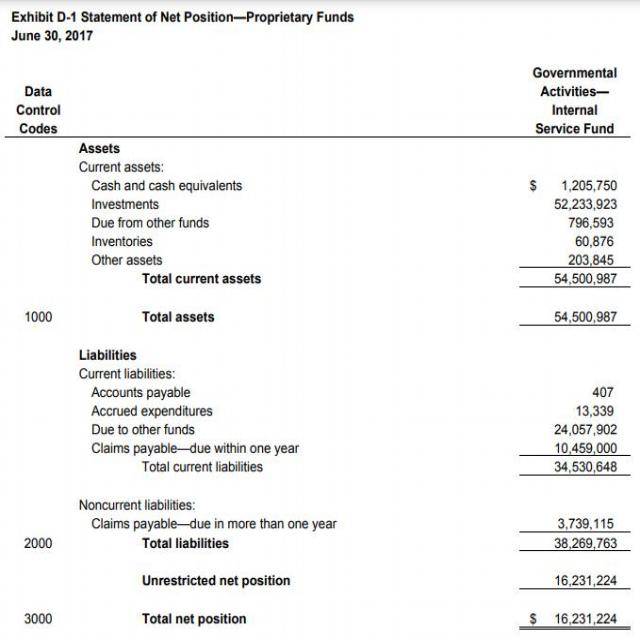 Exhibit D-1 Statement of Net Position—Proprietary Funds
June 30, 2017
Data Control Codes
Governmental Activities— Internal Service Fund
Assets
Current assets:
Cash and cash equivalents $ 1,205,750
Investments 52,233,923
Due from other funds 796,593
Inventories 60,876
Other assets 203,845
Total current assets 54,500,987
1000 Total assets 54,500,987
Liabilities
Current liabilities:
Accounts payable 407
Accrued expenditures 13,339
Due to other funds 24,057,902
Claims payable—due within one year 10,459,000
Total current liabilities 34,530,648
Noncurrent liabilities:
Claims payable—due in more than one year 3,739,115
2000 Total liabilities 38,269,763
Unrestricted net position 16,231,224
3000 Total net position $ 16,231,224